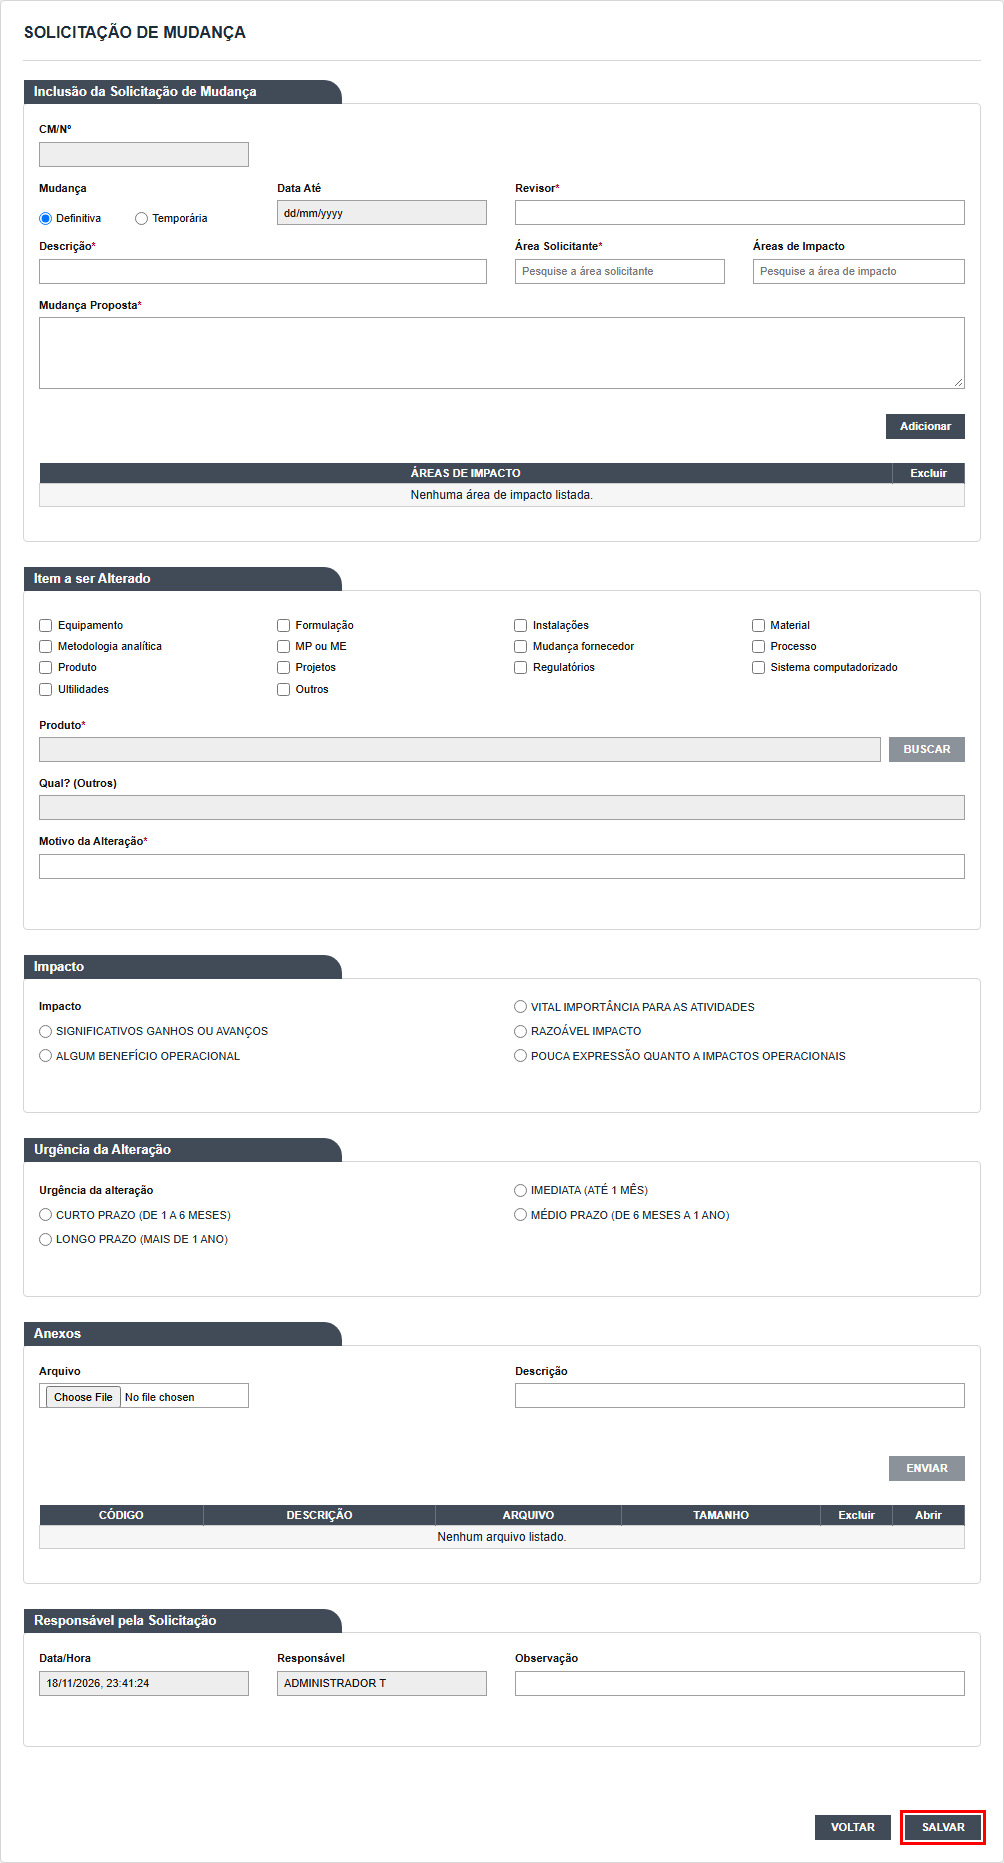 SOLICITAÇÃO DE MUDANÇA
Inclusão da Solicitação de Mudança
CM/Nº
Mudança Data Até Revisor*
Definitiva Temporária dd/mm/yyyy
Descrição* Área Solicitante* Áreas de Impacto
Pesquise a área solicitante Pesquise a área de impacto
Mudança Proposta*
Adicionar
ÁREAS DE IMPACTO Excluir
Nenhuma área de impacto listada.
Item a ser Alterado
Equipamento Formulação Instalações Material
Metodologia analítica MP ou ME Mudança fornecedor Processo
Produto Projetos Regulatórios Sistema computadorizado
Ultilidades Outros
Produto*
BUSCAR
Qual? (Outros)
Motivo da Alteração*
Impacto
Impacto VITAL IMPORTÂNCIA PARA AS ATIVIDADES
SIGNIFICATIVOS GANHOS OU AVANÇOS RAZOÁVEL IMPACTO
ALGUM BENEFÍCIO OPERACIONAL POUCA EXPRESSÃO QUANTO A IMPACTOS OPERACIONAIS
Urgência da Alteração
Urgência da alteração IMEDIATA (ATÉ 1 MÊS)
CURTO PRAZO (DE 1 A 6 MESES) MÉDIO PRAZO (DE 6 MESES A 1 ANO)
LONGO PRAZO (MAIS DE 1 ANO)
Anexos
Arquivo Descrição
Choose File No file chosen
ENVIAR
CÓDIGO DESCRIÇÃO ARQUIVO TAMANHO Excluir Abrir
Nenhum arquivo listado.
Responsável pela Solicitação
Data/Hora Responsável Observação
18/11/2026, 23:41:24 ADMINISTRADOR T
VOLTAR SALVAR